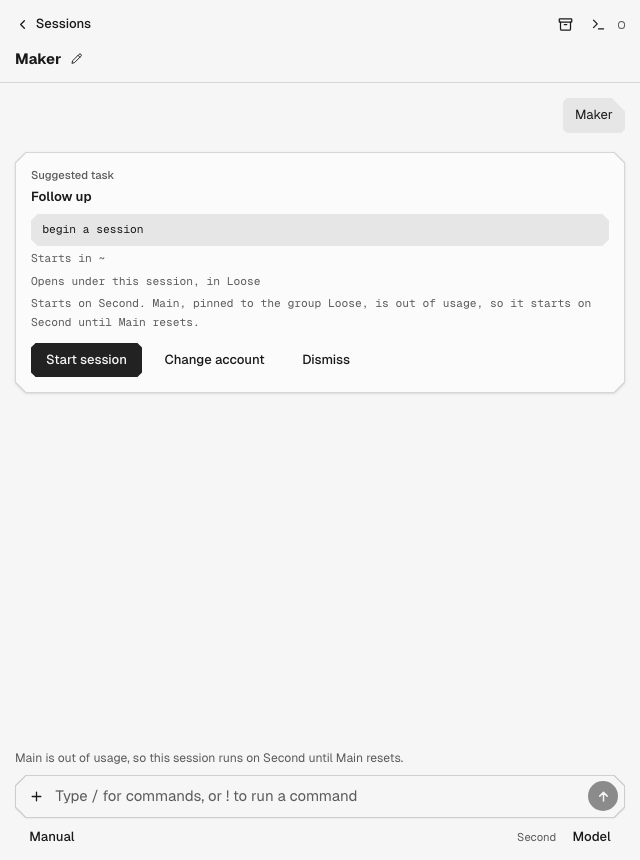 Sessions
Maker
Maker
Suggested task
Follow up
begin a session
Starts in ~
Opens under this session, in Loose
Starts on Second. Main, pinned to the group Loose, is out of usage, so it starts on
Second until Main resets.
Start session Change account Dismiss
Main is out of usage, so this session runs on Second until Main resets.
Type / for commands, or ! to run a command
Manual Second Model